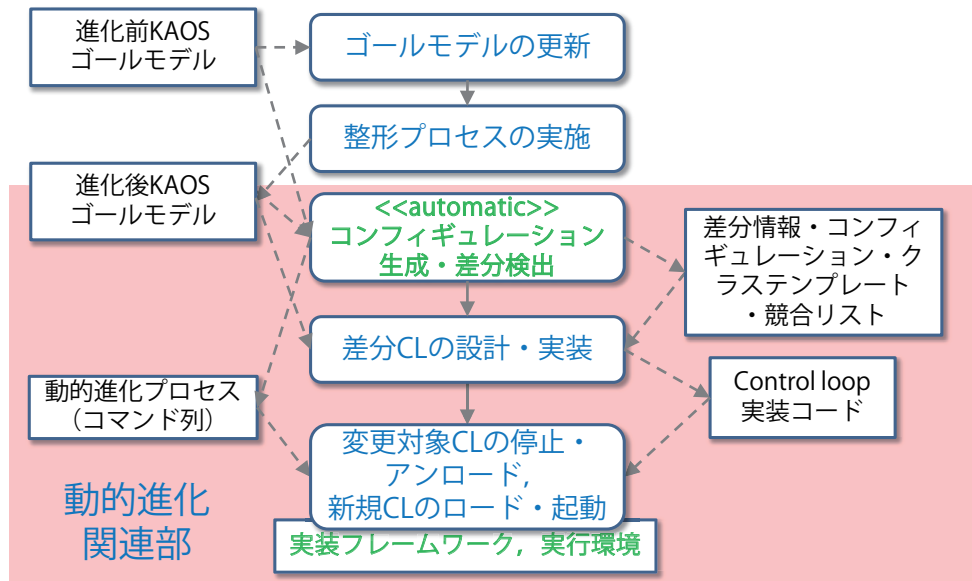 進化前KAOS
ゴールモデル
ゴールモデルの更新
整形プロセスの実施
進化後KAOS
ゴールモデル
<<automatic>>
コンフィギュレーション
生成・差分検出
差分情報・コンフィ
ギュレーション・ク
ラステンプレート
・競合リスト
差分CLの設計・実装
動的進化プロセス
（コマンド列）
Control loop
実装コード
変更対象CLの停止・
アンロード,
新規CLのロード・起動
動的進化
関連部
実装フレームワーク，実行環境